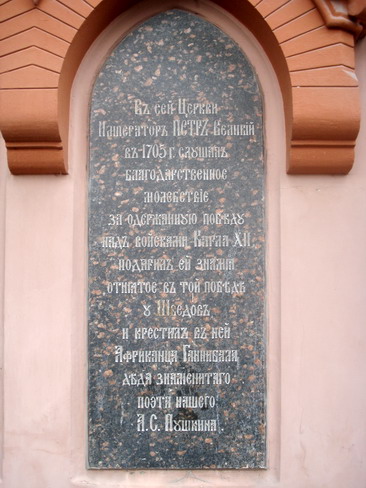 Въ сей Церкви
Императоръ ПЕТРЪ Великій
въ 1705 г. слушалъ
благодарственное
молебствіе
за одержанную побѣду
надъ войсками Карла XII,
подарилъ ей знамя
отнятое въ той побѣдѣ
у Шведовъ
и крестилъ въ ней
Африканца Ганнибала,
дѣда знаменитаго
поэта нашего
А.С. Пушкина